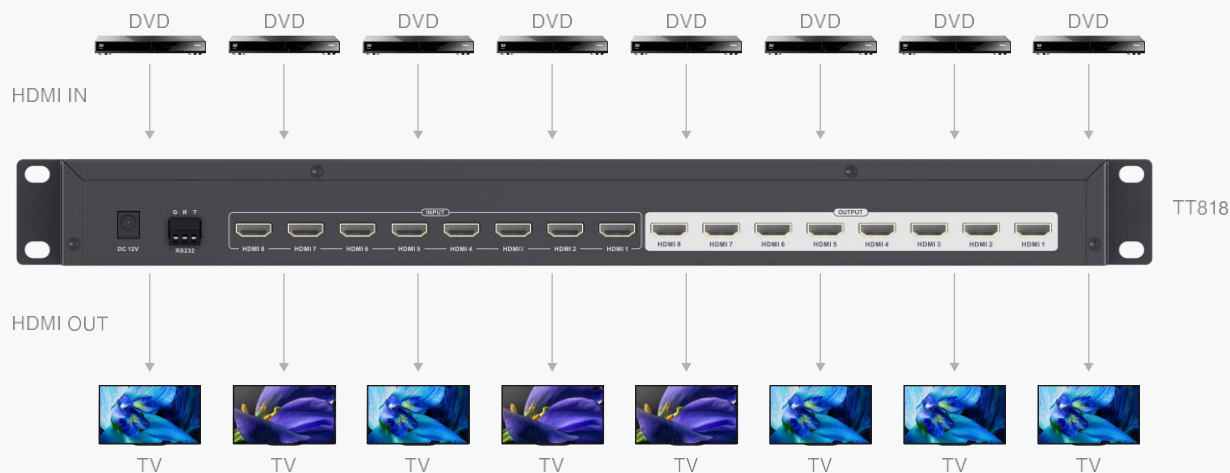 DVD DVD DVD DVD DVD DVD DVD DVD
HDMI IN
TT818
INPUT OUTPUT
G R T
DC 12V RS232 HDMI 8 HDMI 7 HDMI 6 HDMI 5 HDMI 4 HDMI3 HDMI 2 HDMI 1 HDMI 8 HDMI 7 HDMI 6 HDMI 5 HDMI 4 HDMI 3 HDMI 2 HDMI 1
HDMI OUT
TV TV TV TV TV TV TV TV